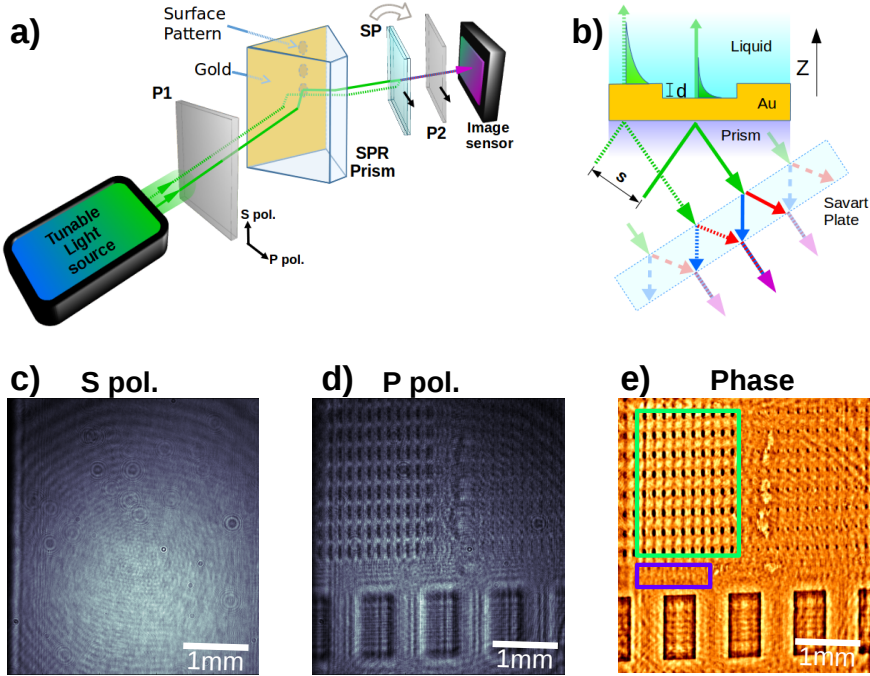 a)
Surface
Pattern
Gold
P1
SP
P2
Image
sensor
SPR
Prism
Tunable
Light
source
S pol.
P pol.
b)
Liquid
Z
d
Au
Prism
s
Savart
Plate
c)
S pol.
1mm
d)
P pol.
1mm
e)
Phase
1mm